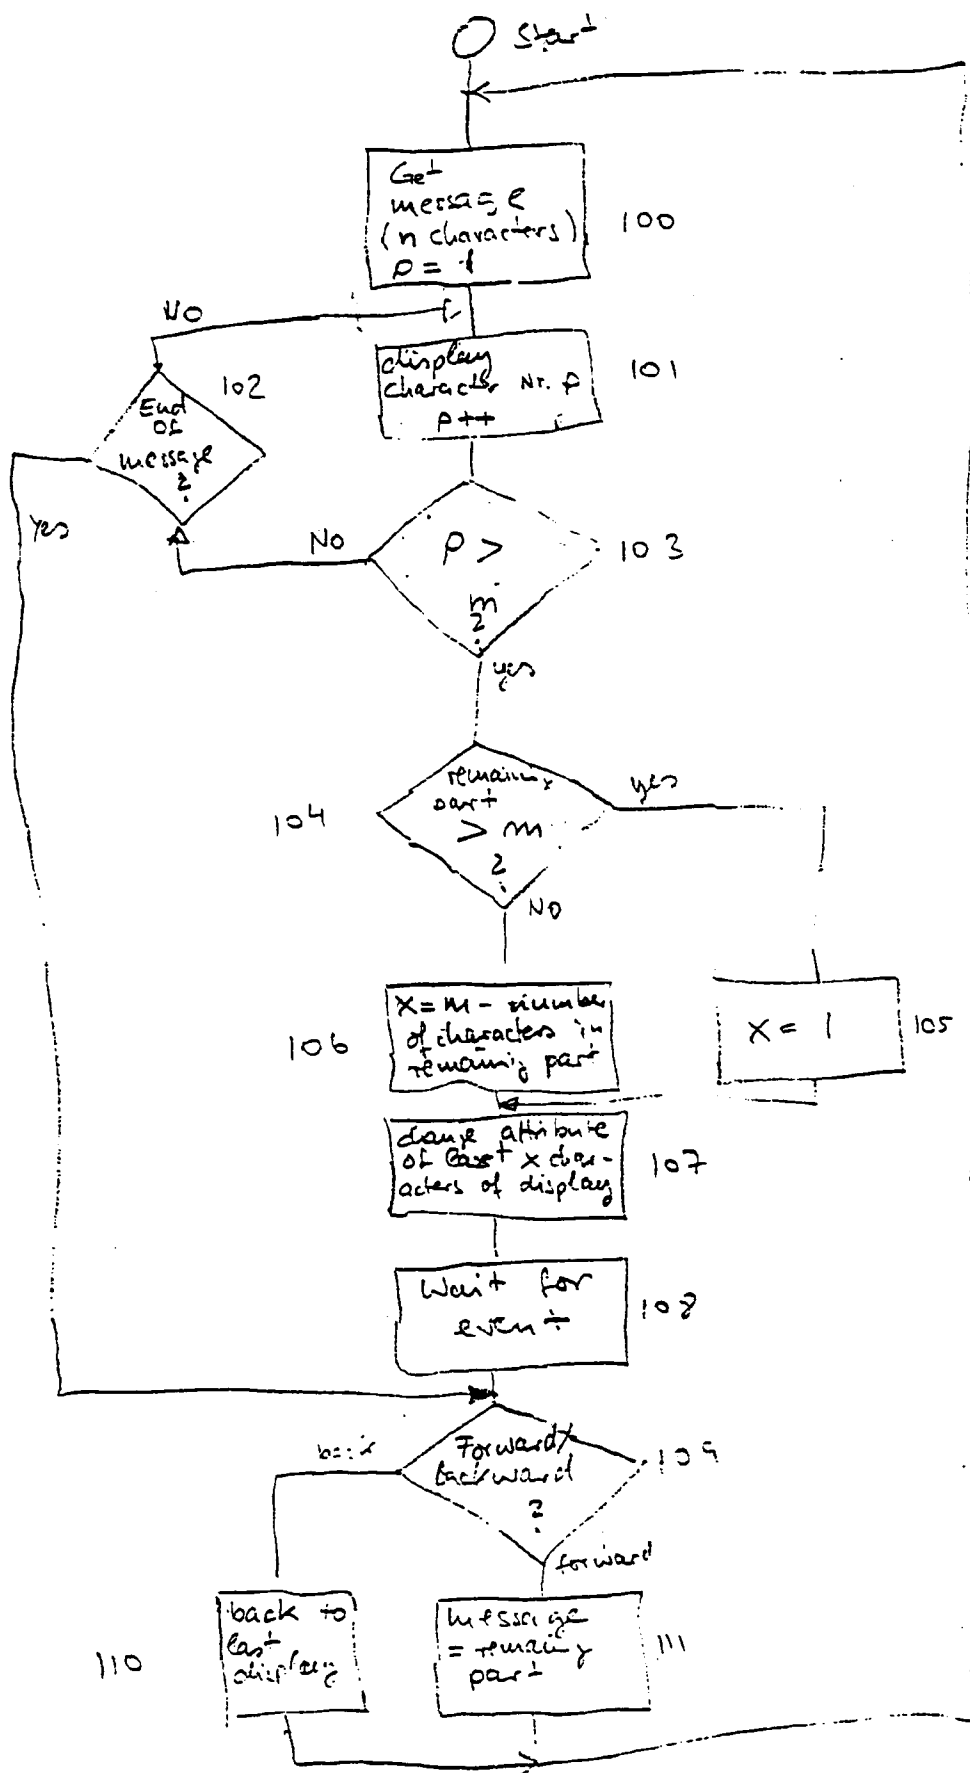 Start
Get
message
(n characters)
p = 1
100
NO
display
character Nr. p
p++
101
102
End
of
message
?
Yes
NO
p >
m
?
103
yes
remaining
part
> m
?
104
yes
NO
x = m - number
of characters in
remaining part
106
x = 1
105
change attribute
of last x char-
acters of display
107
Wait for
event
108
back
Forward/
backward
?
109
forward
back to
last
display
110
message
= remaining
part
111